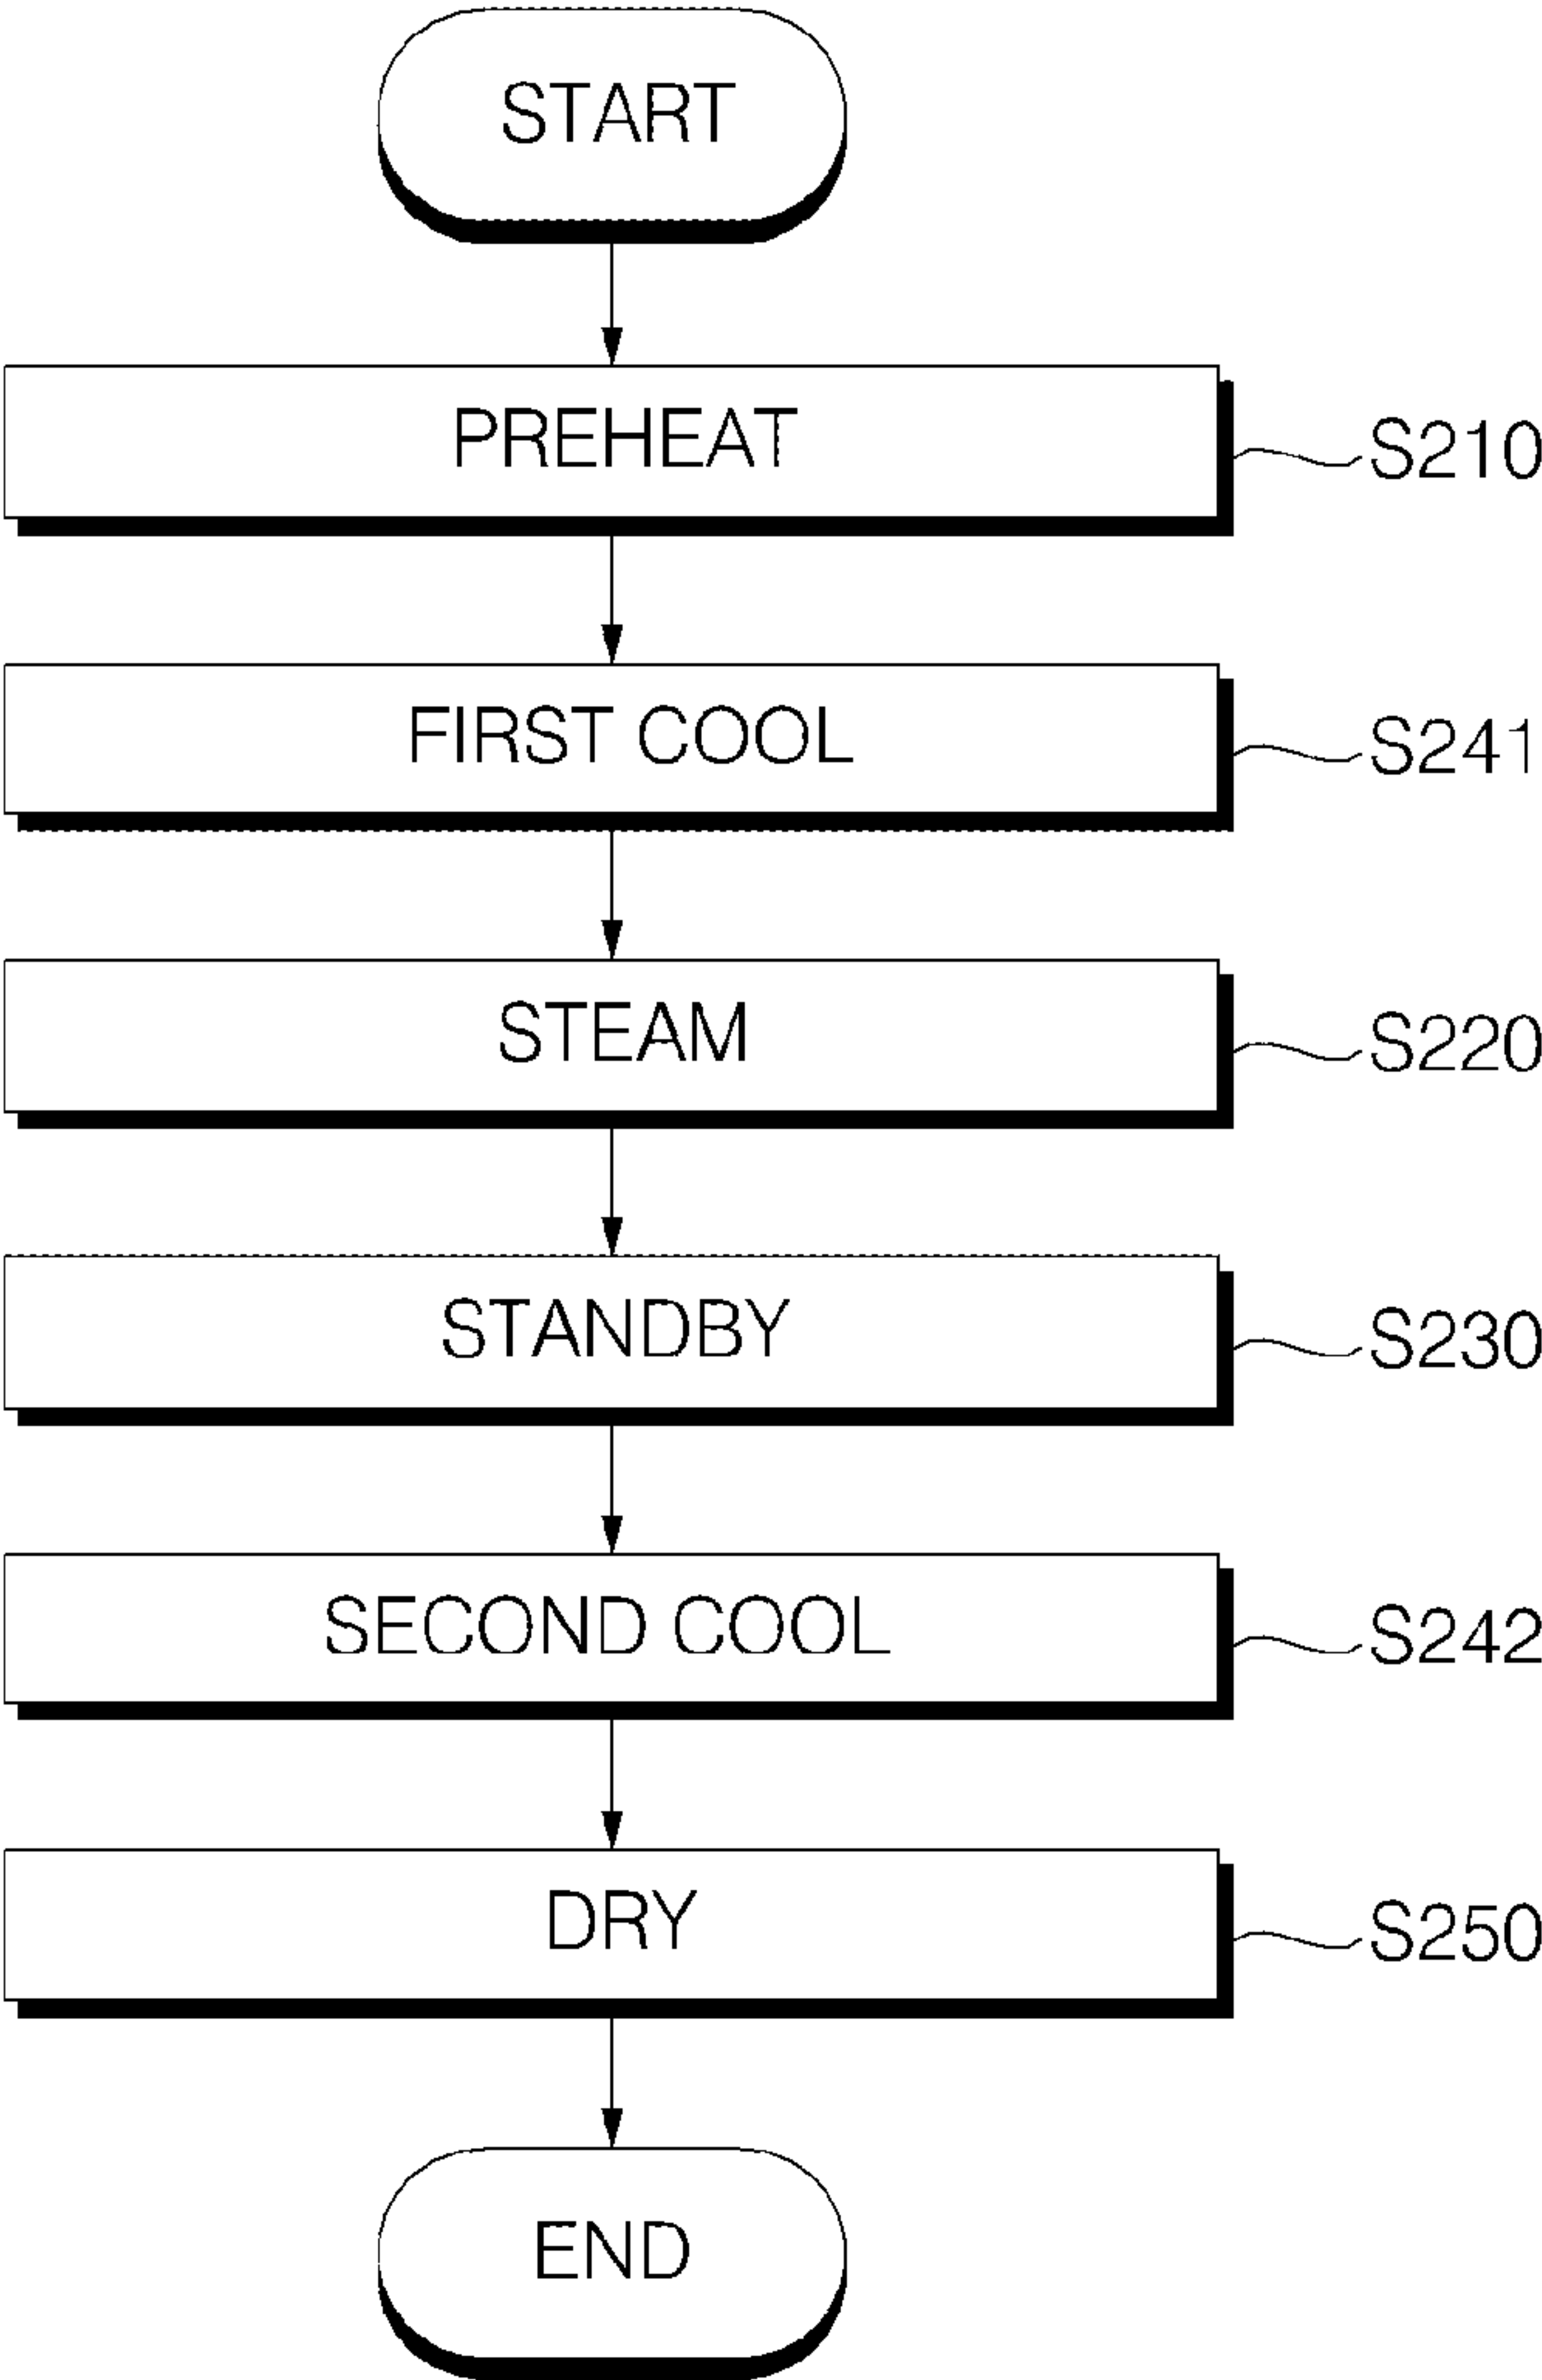 START
PREHEAT
S210
FIRST COOL
S241
STEAM
S220
STANDBY
S230
SECOND COOL
S242
DRY
S250
END